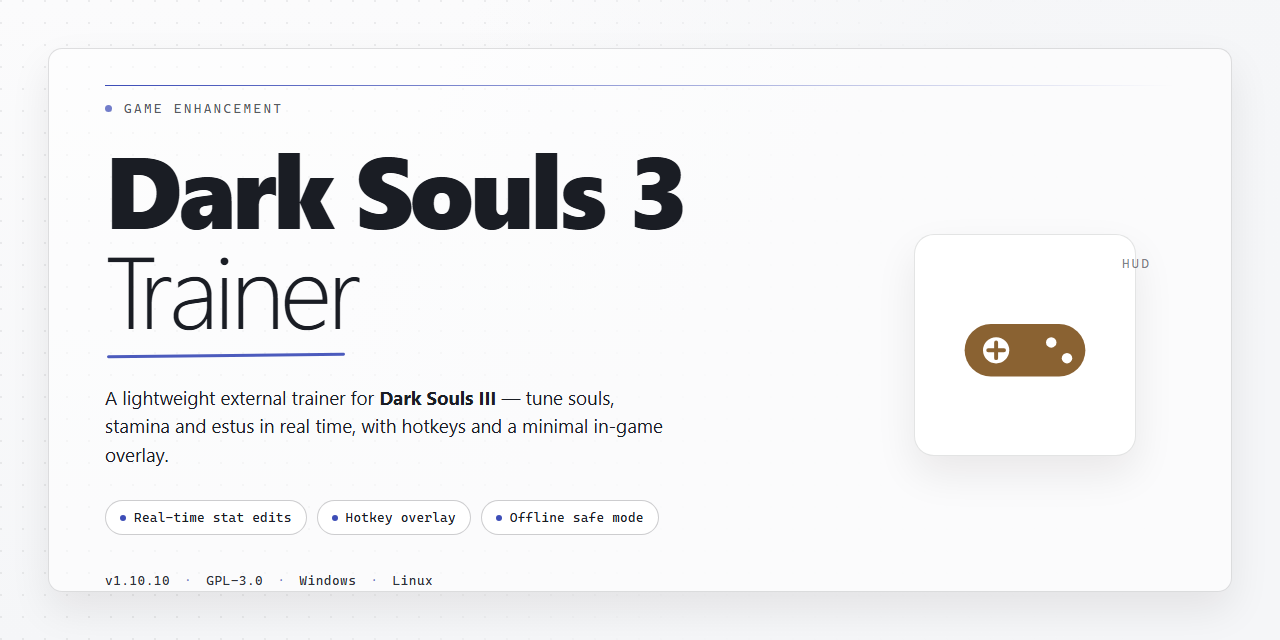 GAME ENHANCEMENT
Dark Souls 3
Trainer
HUD
A lightweight external trainer for Dark Souls III — tune souls,
stamina and estus in real time, with hotkeys and a minimal in-game
overlay.
Real-time stat edits
Hotkey overlay
Offline safe mode
v1.10.10 · GPL-3.0 · Windows · Linux